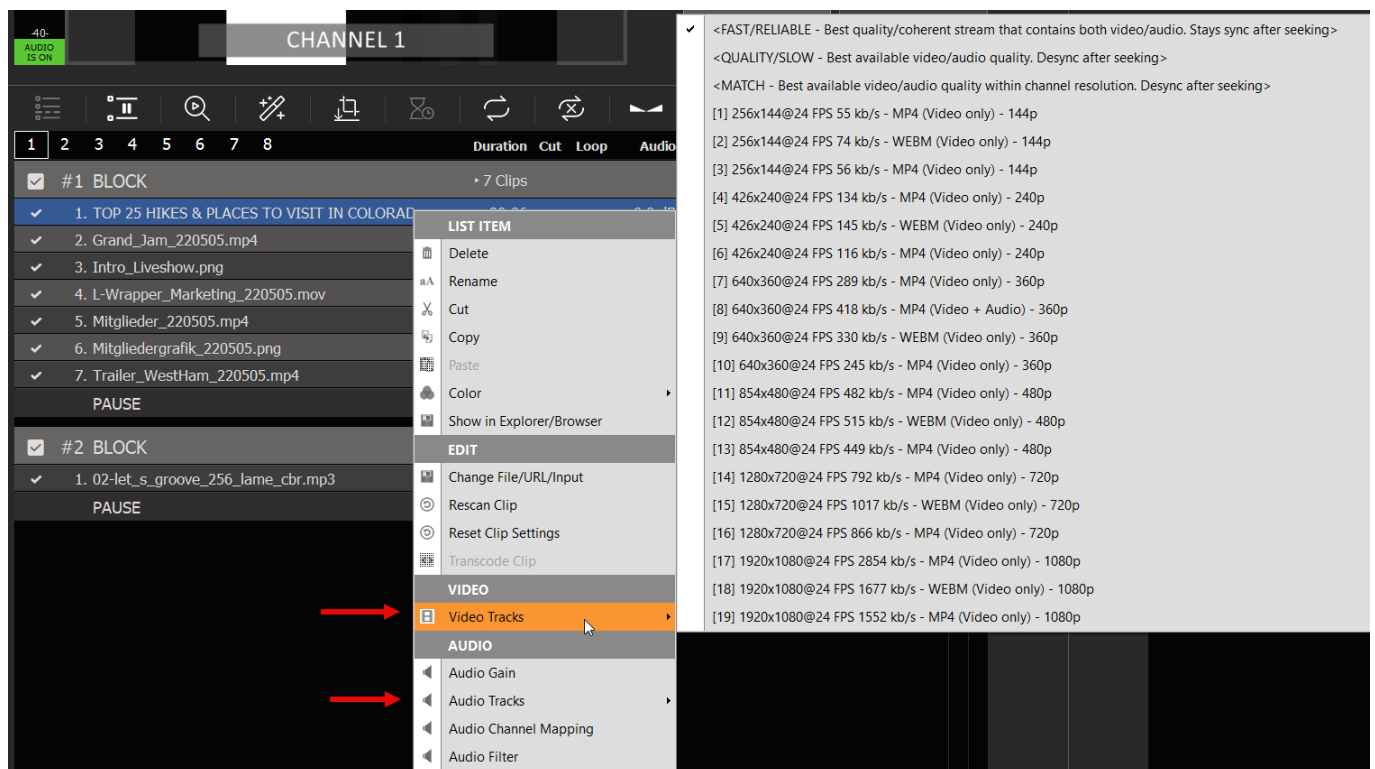 -40-
AUDIO
IS ON
CHANNEL 1
1 2 3 4 5 6 7 8 Duration Cut Loop Audio
#1 BLOCK 7 Clips
1. TOP 25 HIKES & PLACES TO VISIT IN COLORAD
2. Grand_Jam_220505.mp4
3. Intro_Liveshow.png
4. L-Wrapper_Marketing_220505.mov
5. Mitglieder_220505.mp4
6. Mitgliedergrafik_220505.png
7. Trailer_WestHam_220505.mp4
PAUSE
#2 BLOCK
1. 02-let_s_groove_256_lame_cbr.mp3
PAUSE
LIST ITEM
Delete
aA Rename
Cut
Copy
Paste
Color
Show in Explorer/Browser
EDIT
Change File/URL/Input
Rescan Clip
Reset Clip Settings
Transcode Clip
VIDEO
Video Tracks
AUDIO
Audio Gain
Audio Tracks
Audio Channel Mapping
Audio Filter
<FAST/RELIABLE - Best quality/coherent stream that contains both video/audio. Stays sync after seeking>
<QUALITY/SLOW - Best available video/audio quality. Desync after seeking>
<MATCH - Best available video/audio quality within channel resolution. Desync after seeking>
[1] 256x144@24 FPS 55 kb/s - MP4 (Video only) - 144p
[2] 256x144@24 FPS 74 kb/s - WEBM (Video only) - 144p
[3] 256x144@24 FPS 56 kb/s - MP4 (Video only) - 144p
[4] 426x240@24 FPS 134 kb/s - MP4 (Video only) - 240p
[5] 426x240@24 FPS 145 kb/s - WEBM (Video only) - 240p
[6] 426x240@24 FPS 116 kb/s - MP4 (Video only) - 240p
[7] 640x360@24 FPS 289 kb/s - MP4 (Video only) - 360p
[8] 640x360@24 FPS 418 kb/s - MP4 (Video + Audio) - 360p
[9] 640x360@24 FPS 330 kb/s - WEBM (Video only) - 360p
[10] 640x360@24 FPS 245 kb/s - MP4 (Video only) - 360p
[11] 854x480@24 FPS 482 kb/s - MP4 (Video only) - 480p
[12] 854x480@24 FPS 515 kb/s - WEBM (Video only) - 480p
[13] 854x480@24 FPS 449 kb/s - MP4 (Video only) - 480p
[14] 1280x720@24 FPS 792 kb/s - MP4 (Video only) - 720p
[15] 1280x720@24 FPS 1017 kb/s - WEBM (Video only) - 720p
[16] 1280x720@24 FPS 866 kb/s - MP4 (Video only) - 720p
[17] 1920x1080@24 FPS 2854 kb/s - MP4 (Video only) - 1080p
[18] 1920x1080@24 FPS 1677 kb/s - WEBM (Video only) - 1080p
[19] 1920x1080@24 FPS 1552 kb/s - MP4 (Video only) - 1080p